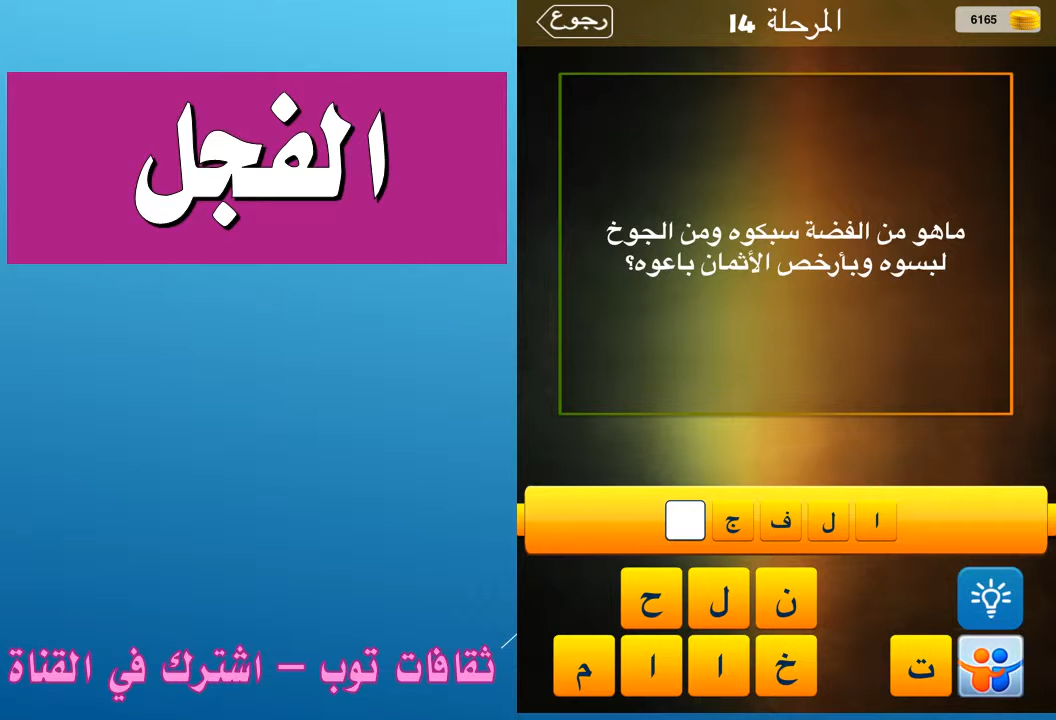 الفجل
ثقافات توب – اشترك في القناة
رجوع
المرحلة 14
6165
ماهو من الفضة سبكوه ومن الجوخ
لبسوه وبأرخص الأثمان باعوه؟
ا ل ف ج
ن ل ح
خ ا ا م
ت